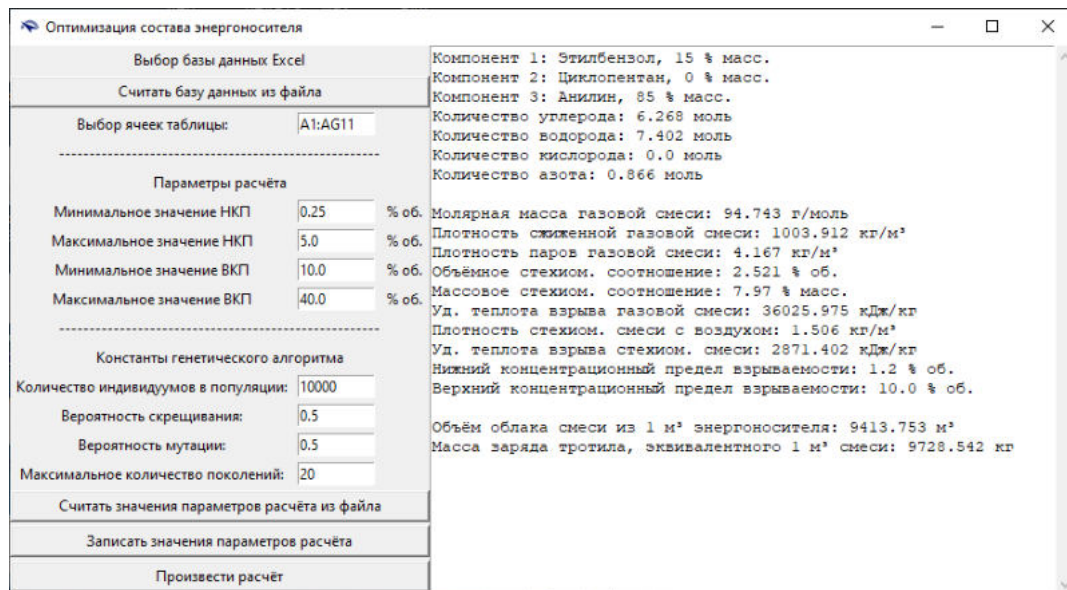 Оптимизация состава энергоносителя
Выбор базы данных Excel
Считать базу данных из файла
Выбор ячеек таблицы: A1:AG11
----------------------------------------------------
Параметры расчёта
Минимальное значение НКП 0.25 % об.
Максимальное значение НКП 5.0 % об.
Минимальное значение ВКП 10.0 % об.
Максимальное значение ВКП 40.0 % об.
----------------------------------------------------
Константы генетического алгоритма
Количество индивидуумов в популяции: 10000
Вероятность скрещивания: 0.5
Вероятность мутации: 0.5
Максимальное количество поколений: 20
Считать значения параметров расчёта из файла
Записать значения параметров расчёта
Произвести расчёт
Компонент 1: Этилбензол, 15 % масс.
Компонент 2: Циклопентан, 0 % масс.
Компонент 3: Анилин, 85 % масс.
Количество углерода: 6.268 моль
Количество водорода: 7.402 моль
Количество кислорода: 0.0 моль
Количество азота: 0.866 моль
Молярная масса газовой смеси: 94.743 г/моль
Плотность сжиженной газовой смеси: 1003.912 кг/м³
Плотность паров газовой смеси: 4.167 кг/м³
Объёмное стехиом. соотношение: 2.521 % об.
Массовое стехиом. соотношение: 7.97 % масс.
Уд. теплота взрыва газовой смеси: 36025.975 кДж/кг
Плотность стехиом. смеси с воздухом: 1.506 кг/м³
Уд. теплота взрыва стехиом. смеси: 2871.402 кДж/кг
Нижний концентрационный предел взрываемости: 1.2 % об.
Верхний концентрационный предел взрываемости: 10.0 % об.
Объём облака смеси из 1 м³ энергоносителя: 9413.753 м³
Масса заряда тротила, эквивалентного 1 м³ смеси: 9728.542 кг